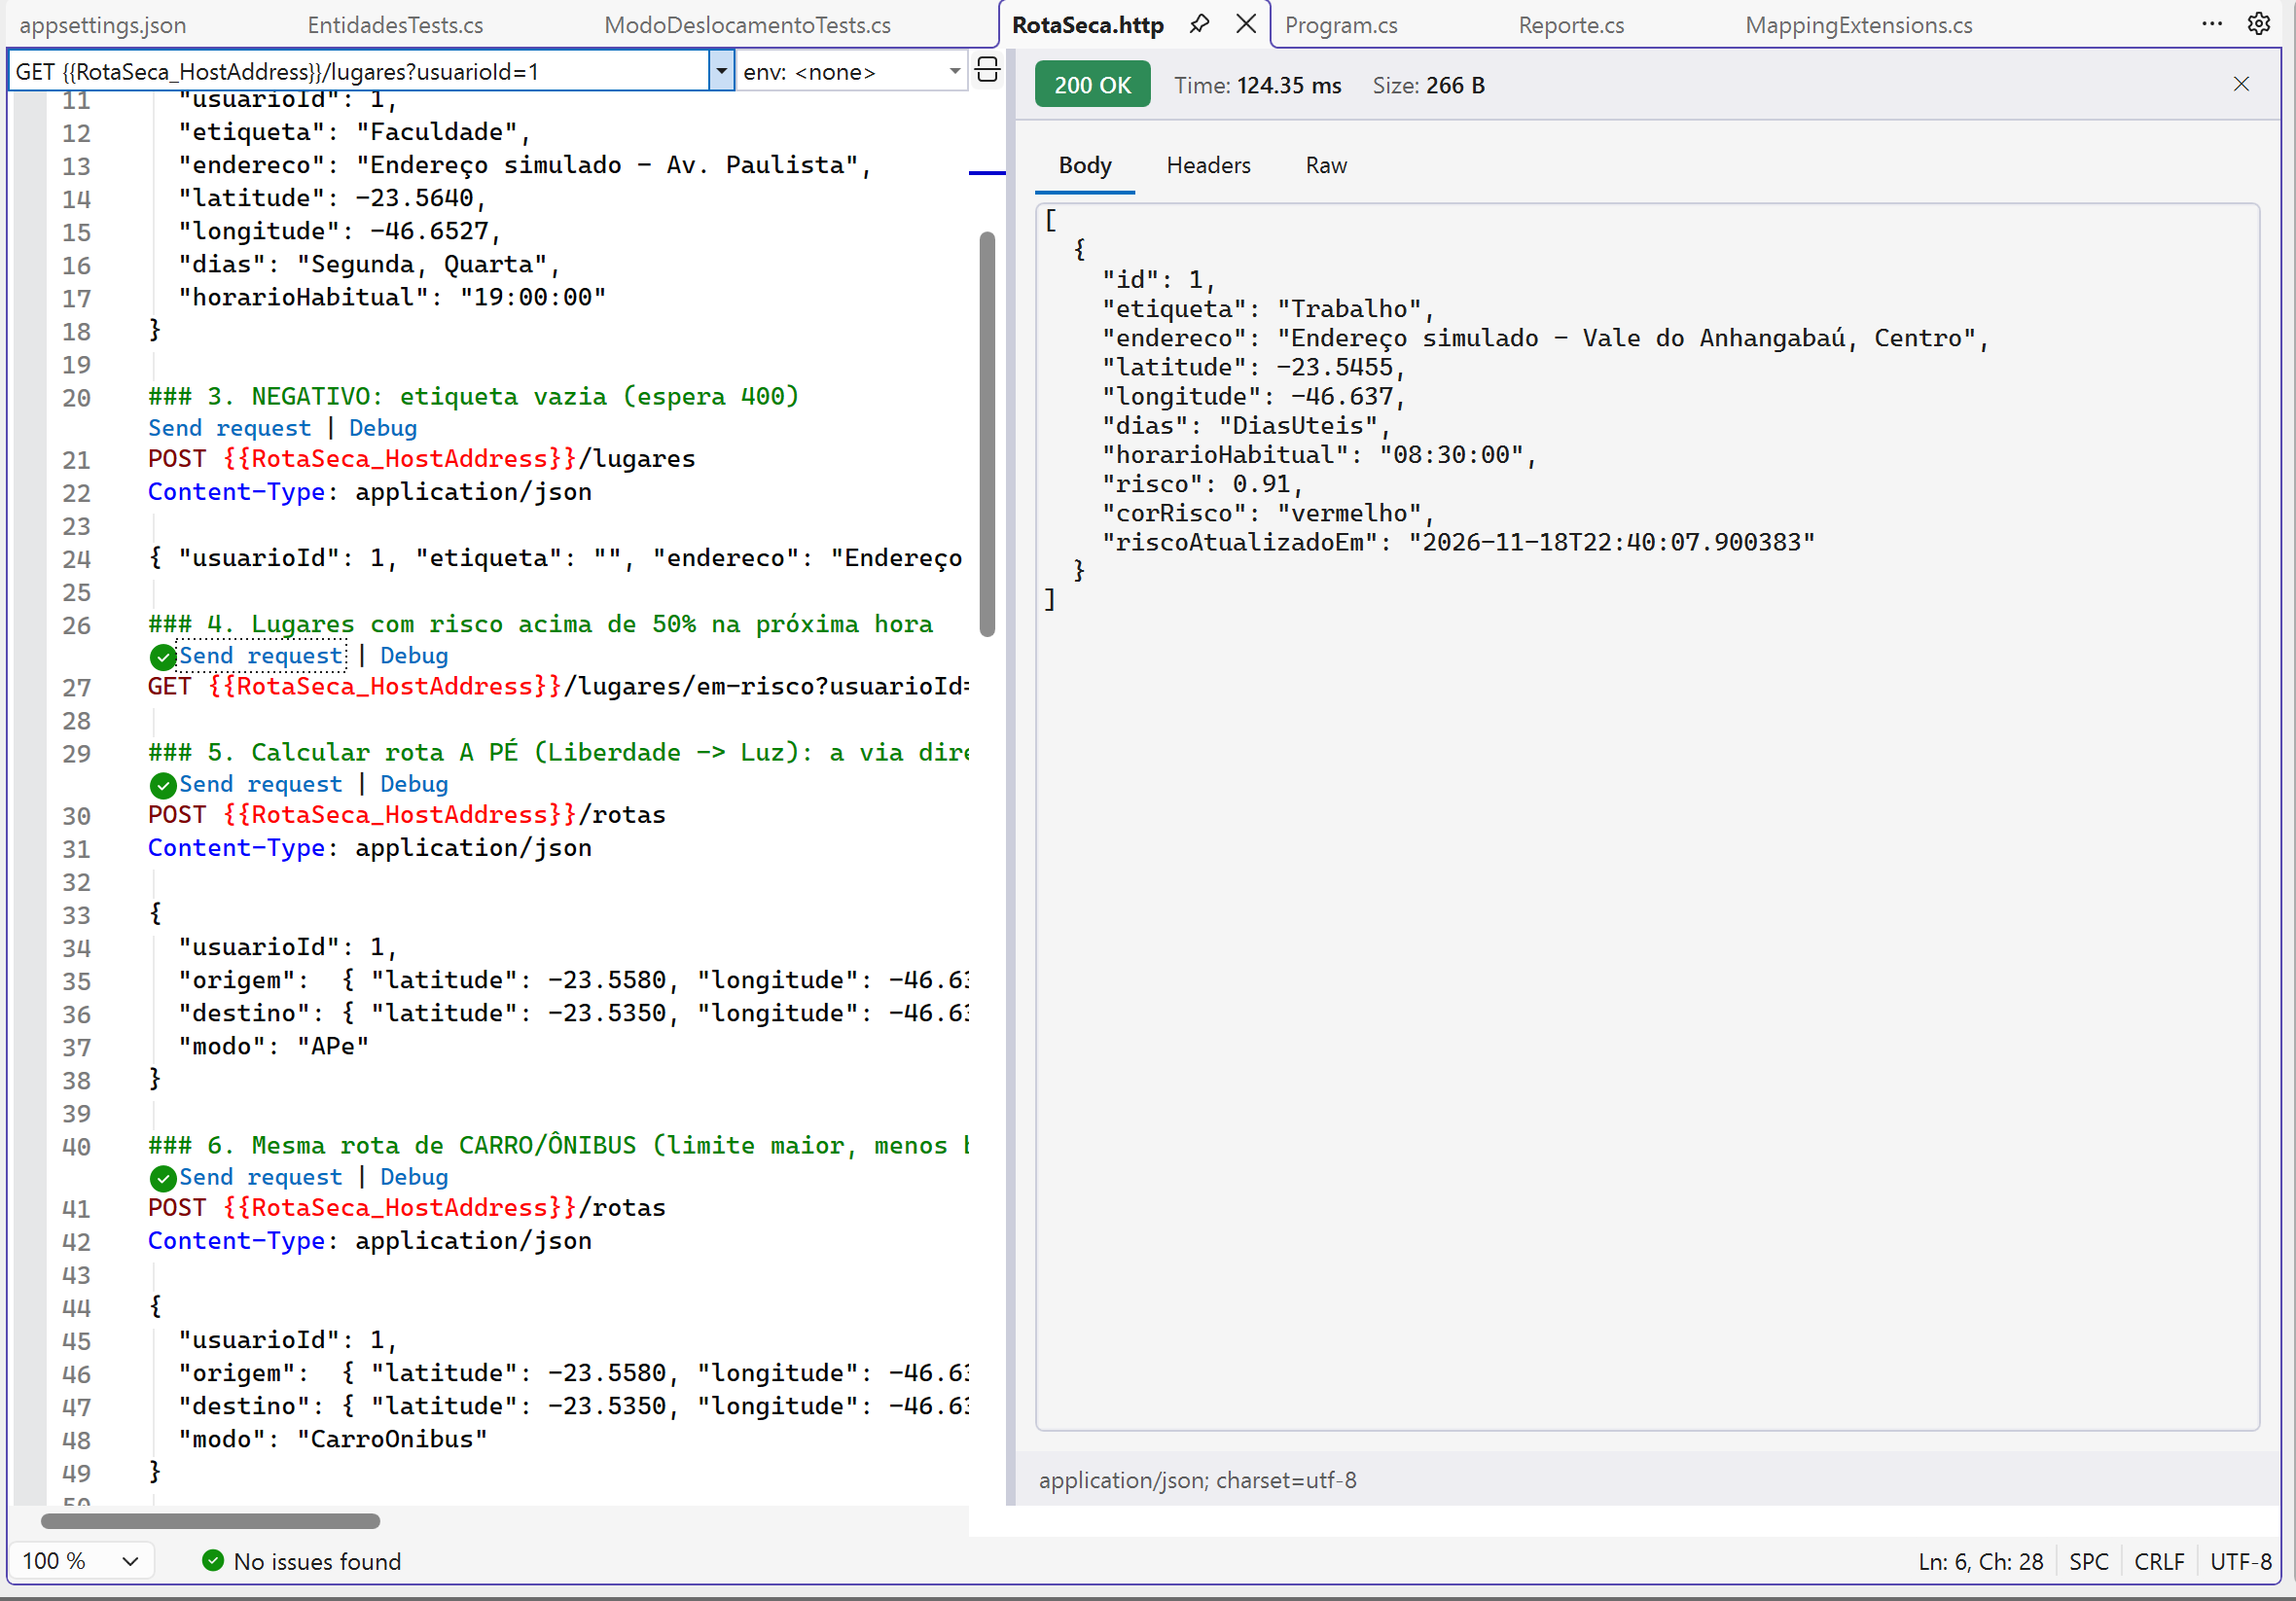 appsettings.json EntidadesTests.cs ModoDeslocamentoTests.cs RotaSeca.http Program.cs Reporte.cs MappingExtensions.cs
GET {{RotaSeca_HostAddress}}/lugares?usuarioId=1 env: <none>
11 "usuarioId": 1,
12 "etiqueta": "Faculdade",
13 "endereco": "Endereço simulado - Av. Paulista",
14 "latitude": -23.5640,
15 "longitude": -46.6527,
16 "dias": "Segunda, Quarta",
17 "horarioHabitual": "19:00:00"
18 }
19
20 ### 3. NEGATIVO: etiqueta vazia (espera 400)
Send request | Debug
21 POST {{RotaSeca_HostAddress}}/lugares
22 Content-Type: application/json
23
24 { "usuarioId": 1, "etiqueta": "", "endereco": "Endereço
25
26 ### 4. Lugares com risco acima de 50% na próxima hora
Send request | Debug
27 GET {{RotaSeca_HostAddress}}/lugares/em-risco?usuarioId=
28
29 ### 5. Calcular rota A PÉ (Liberdade -> Luz): a via dire
Send request | Debug
30 POST {{RotaSeca_HostAddress}}/rotas
31 Content-Type: application/json
32
33 {
34 "usuarioId": 1,
35 "origem": { "latitude": -23.5580, "longitude": -46.63
36 "destino": { "latitude": -23.5350, "longitude": -46.63
37 "modo": "APe"
38 }
39
40 ### 6. Mesma rota de CARRO/ÔNIBUS (limite maior, menos
Send request | Debug
41 POST {{RotaSeca_HostAddress}}/rotas
42 Content-Type: application/json
43
44 {
45 "usuarioId": 1,
46 "origem": { "latitude": -23.5580, "longitude": -46.63
47 "destino": { "latitude": -23.5350, "longitude": -46.63
48 "modo": "CarroOnibus"
49 }
50
200 OK Time: 124.35 ms Size: 266 B
Body Headers Raw
[
{
"id": 1,
"etiqueta": "Trabalho",
"endereco": "Endereço simulado - Vale do Anhangabaú, Centro",
"latitude": -23.5455,
"longitude": -46.637,
"dias": "DiasUteis",
"horarioHabitual": "08:30:00",
"risco": 0.91,
"corRisco": "vermelho",
"riscoAtualizadoEm": "2026-11-18T22:40:07.900383"
}
]
application/json; charset=utf-8
100 % No issues found Ln: 6, Ch: 28 SPC CRLF UTF-8